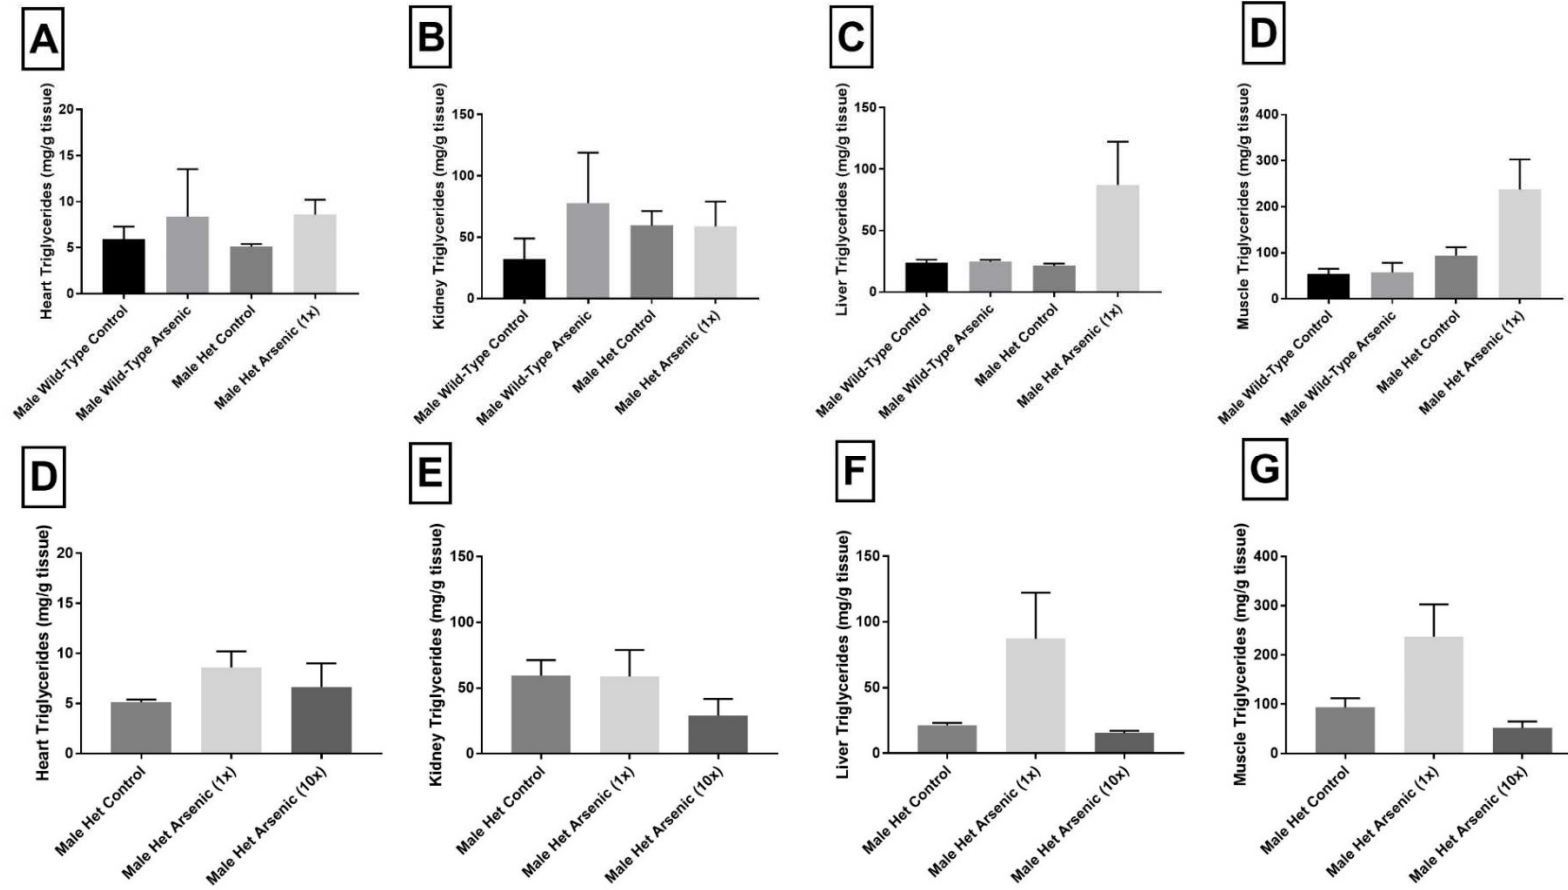 A
B
C
D
Heart Triglycerides (mg/g tissue)
20
15
10
5
0
Male Wild-Type Control
Male Wild-Type Arsenic
Male Het Control
Male Het Arsenic (1x)
Kidney Triglycerides (mg/g tissue)
150
100
50
0
Male Wild-Type Control
Male Wild-Type Arsenic
Male Het Control
Male Het Arsenic (1x)
Liver Triglycerides (mg/g tissue)
150
100
50
0
Male Wild-Type Control
Male Wild-Type Arsenic
Male Het Control
Male Het Arsenic (1x)
Muscle Triglycerides (mg/g tissue)
400
300
200
100
0
Male Wild-Type Control
Male Wild-Type Arsenic
Male Het Control
Male Het Arsenic (1x)
D
E
F
G
Heart Triglycerides (mg/g tissue)
20
15
10
5
0
Male Het Control
Male Het Arsenic (1x)
Male Het Arsenic (10x)
Kidney Triglycerides (mg/g tissue)
150
100
50
0
Male Het Control
Male Het Arsenic (1x)
Male Het Arsenic (10x)
Liver Triglycerides (mg/g tissue)
150
100
50
0
Male Het Control
Male Het Arsenic (1x)
Male Het Arsenic (10x)
Muscle Triglycerides (mg/g tissue)
400
300
200
100
0
Male Het Control
Male Het Arsenic (1x)
Male Het Arsenic (10x)